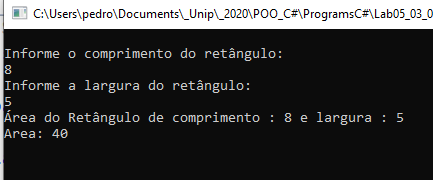 C:\Users\pedro\Documents\_Unip\_2020\POO_C#\ProgramsC#\Lab05_03_0
Informe o comprimento do retângulo:
8
Informe a largura do retângulo:
5
Área do Retângulo de comprimento : 8 e largura : 5
Area: 40